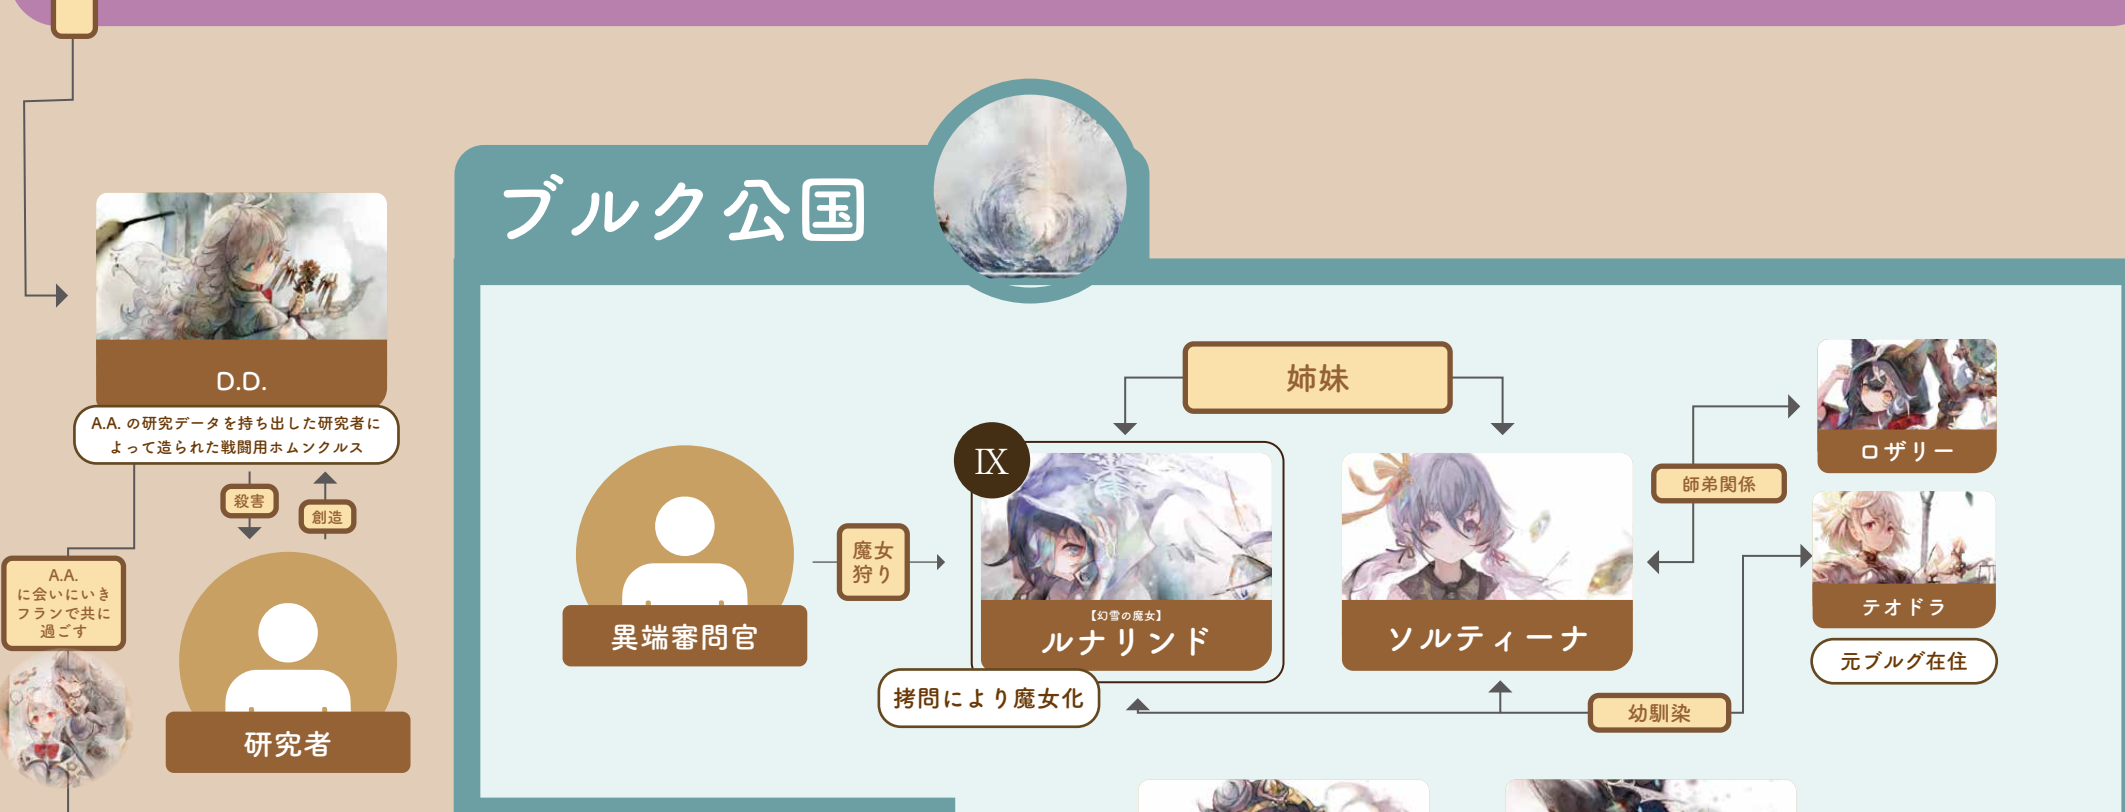 ブルク公国
D.D.
A.A. の研究データを持ち出した研究者に
よって造られた戦闘用ホムンクルス
殺害
創造
A.A.
に会いにいき
フランで共に
過ごす
研究者
姉妹
異端審問官
魔女
狩り
IX
【幻雪の魔女】
ルナリンド
拷問により魔女化
ソルティーナ
師弟関係
ロザリー
テオドラ
元ブルグ在住
幼馴染